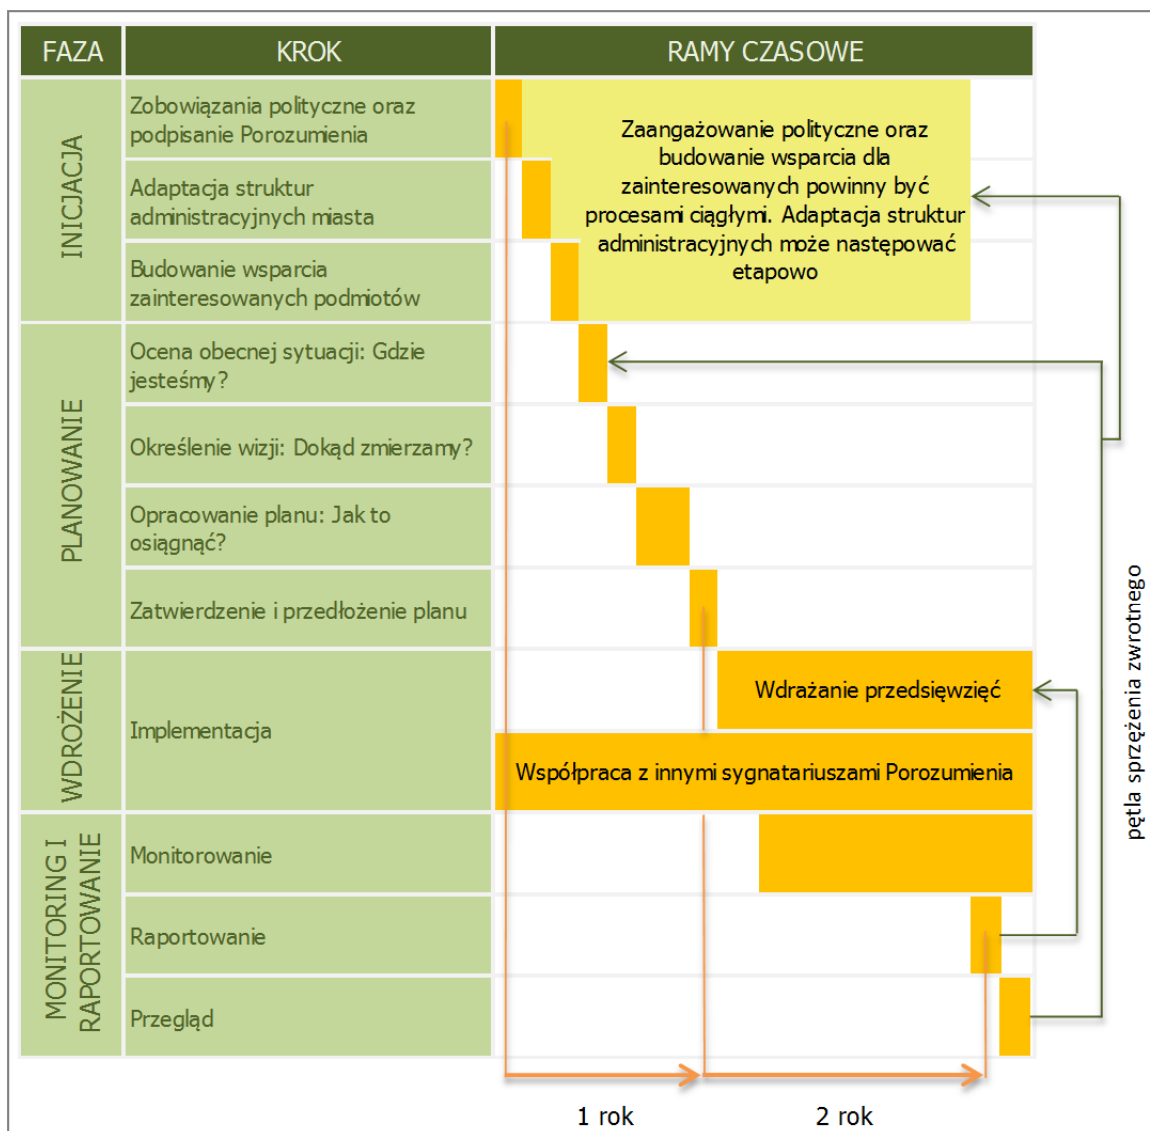 FAZA
KROK
RAMY CZASOWE
INICJACJA
Zobowiązania polityczne oraz
podpisanie Porozumienia
Adaptacja struktur
administracyjnych miasta
Budowanie wsparcia
zainteresowanych podmiotów
Zaangażowanie polityczne oraz
budowanie wsparcia dla
zainteresowanych powinny być
procesami ciągłymi. Adaptacja struktur
administracyjnych może następować
etapowo
PLANOWANIE
Ocena obecnej sytuacji: Gdzie
jesteśmy?
Określenie wizji: Dokąd zmierzamy?
Opracowanie planu: Jak to
osiągnąć?
Zatwierdzenie i przedłożenie planu
WDROŻENIE
Implementacja
Wdrażanie przedsięwzięć
Współpraca z innymi sygnatariuszami Porozumienia
MONITORING I
RAPORTOWANIE
Monitorowanie
Raportowanie
Przegląd
pętla sprzężenia zwrotnego
1 rok
2 rok